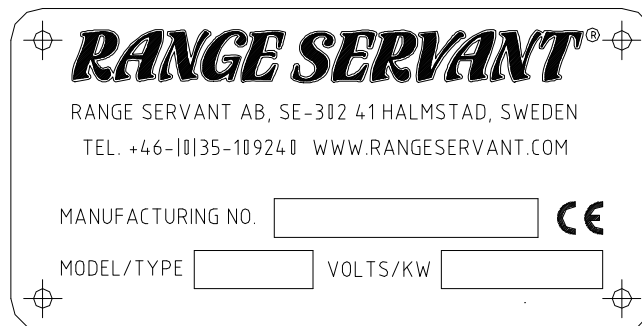 RANGE SERVANT®
RANGE SERVANT AB, SE-302 41 HALMSTAD, SWEDEN
TEL. +46-(0)35-109240 WWW.RANGESERVANT.COM
MANUFACTURING NO. CE
MODEL/TYPE VOLTS/KW